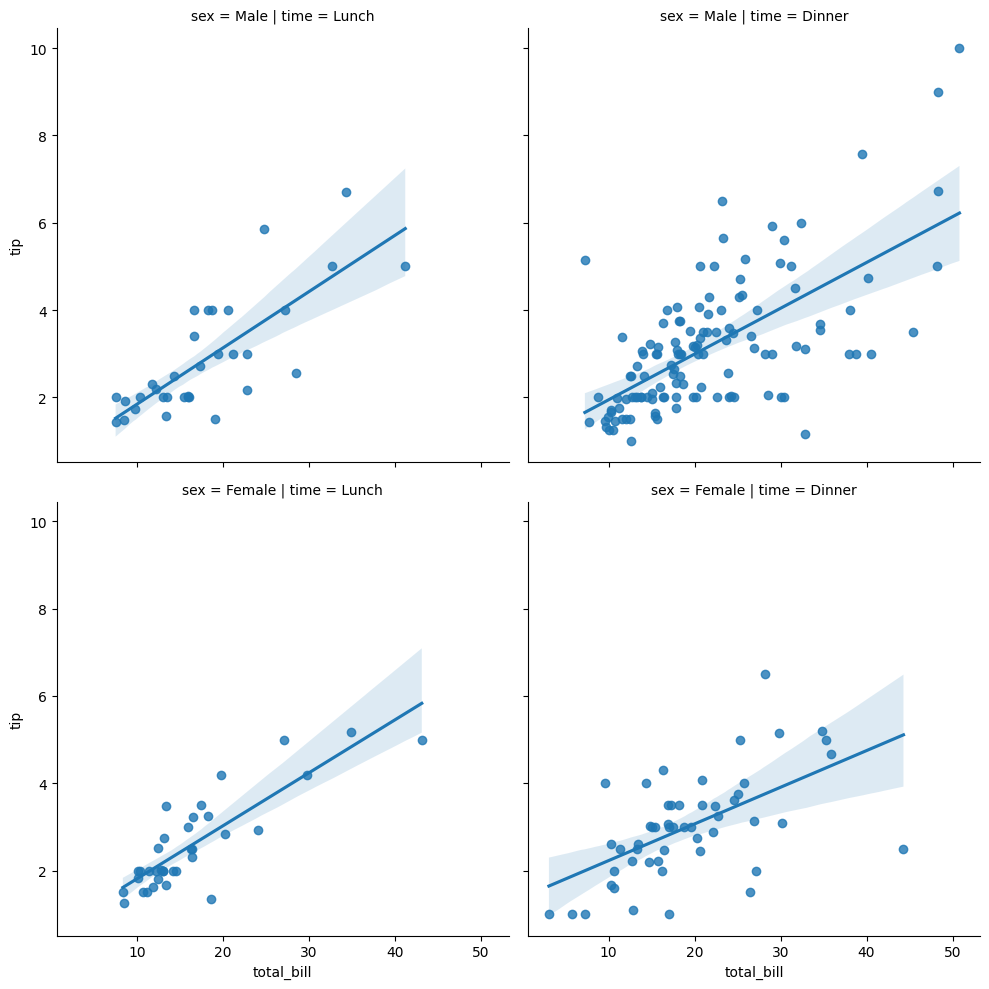 sex = Male | time = Lunch
sex = Male | time = Dinner
10
8
6
4
2
tip
sex = Female | time = Lunch
sex = Female | time = Dinner
10
8
6
4
2
tip
10 20 30 40 50
10 20 30 40 50
total_bill
total_bill